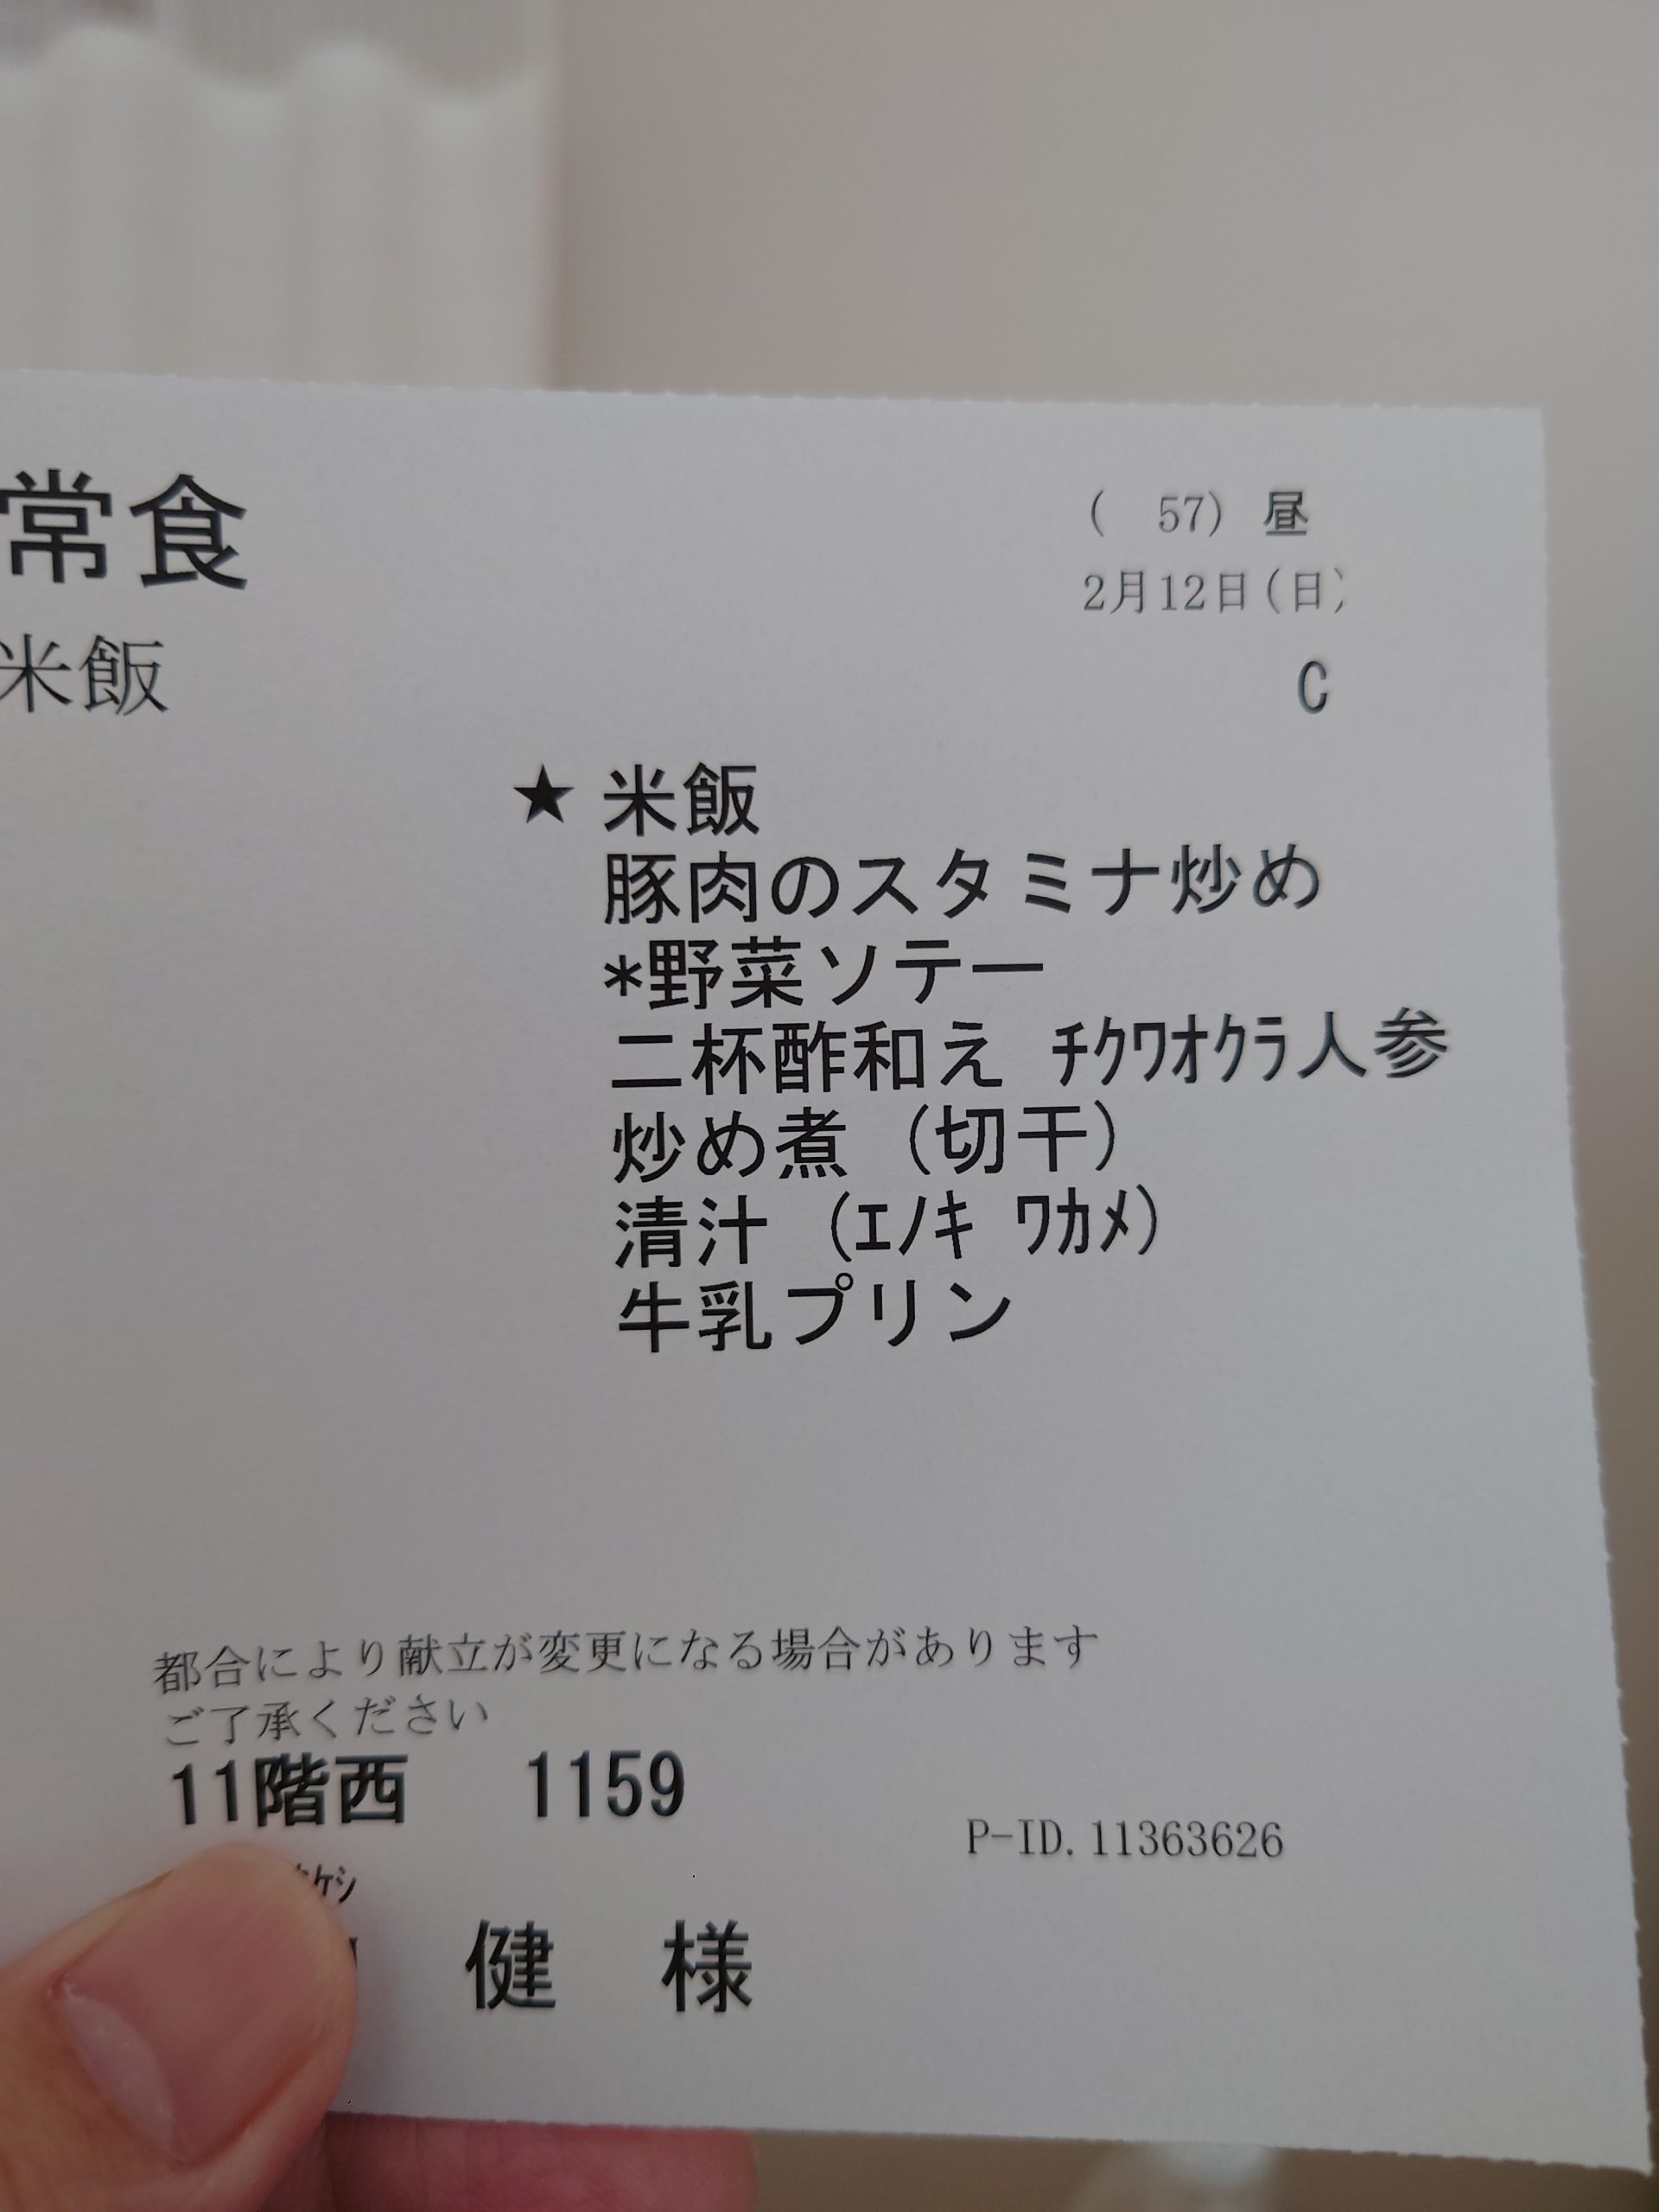 常食
( 57) 昼
2月12日(日)
米飯
C
★ 米飯
豚肉のスタミナ炒め
*野菜ソテー
二杯酢和え ﾁｸﾜｵｸﾗ人参
炒め煮 (切干)
清汁 (ｴﾉｷ ﾜｶﾒ)
牛乳プリン
都合により献立が変更になる場合があります
ご了承ください
11階西 1159
P-ID.11363626
ｹｼ
健 様